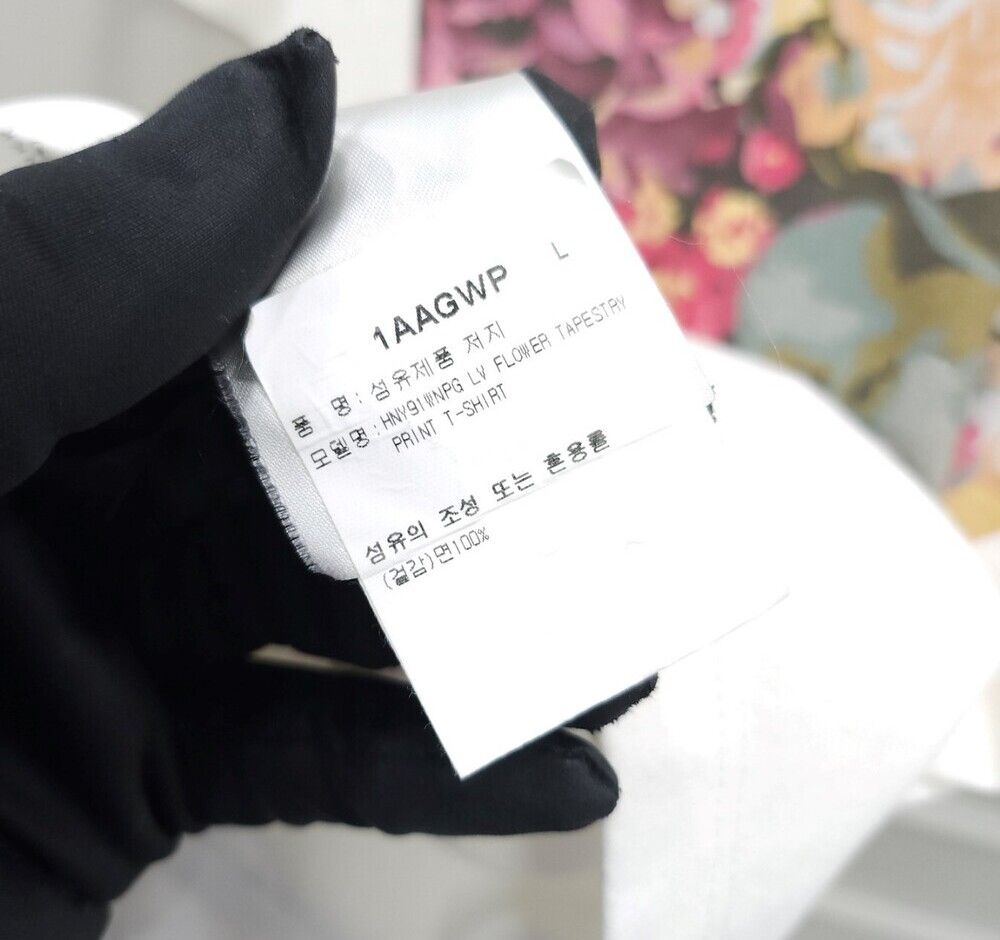 1AAGWP L
품 명 : 섬유제품 저지
모델명 : HNY91WNPG LV FLOWER TAPESTRY
PRINT T-SHIRT
섬유의 조성 또는 혼용률
(겉감)면100%